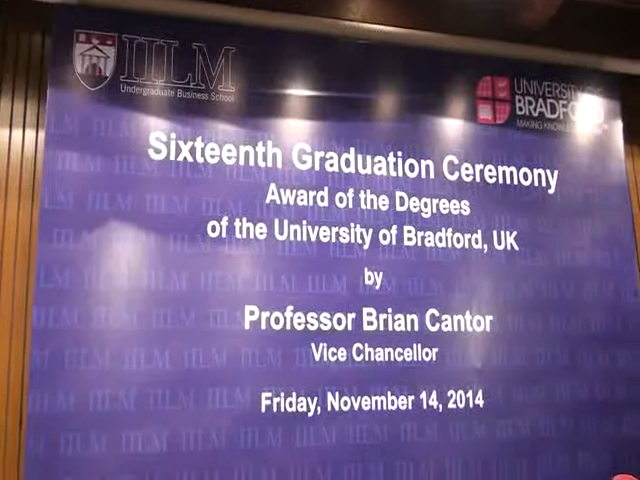 IILM
Undergraduate Business School
UNIVERSITY OF
BRADFORD
MAKING
Sixteenth Graduation Ceremony
Award of the Degrees
of the University of Bradford, UK
by
Professor Brian Cantor
Vice Chancellor
Friday, November 14, 2014